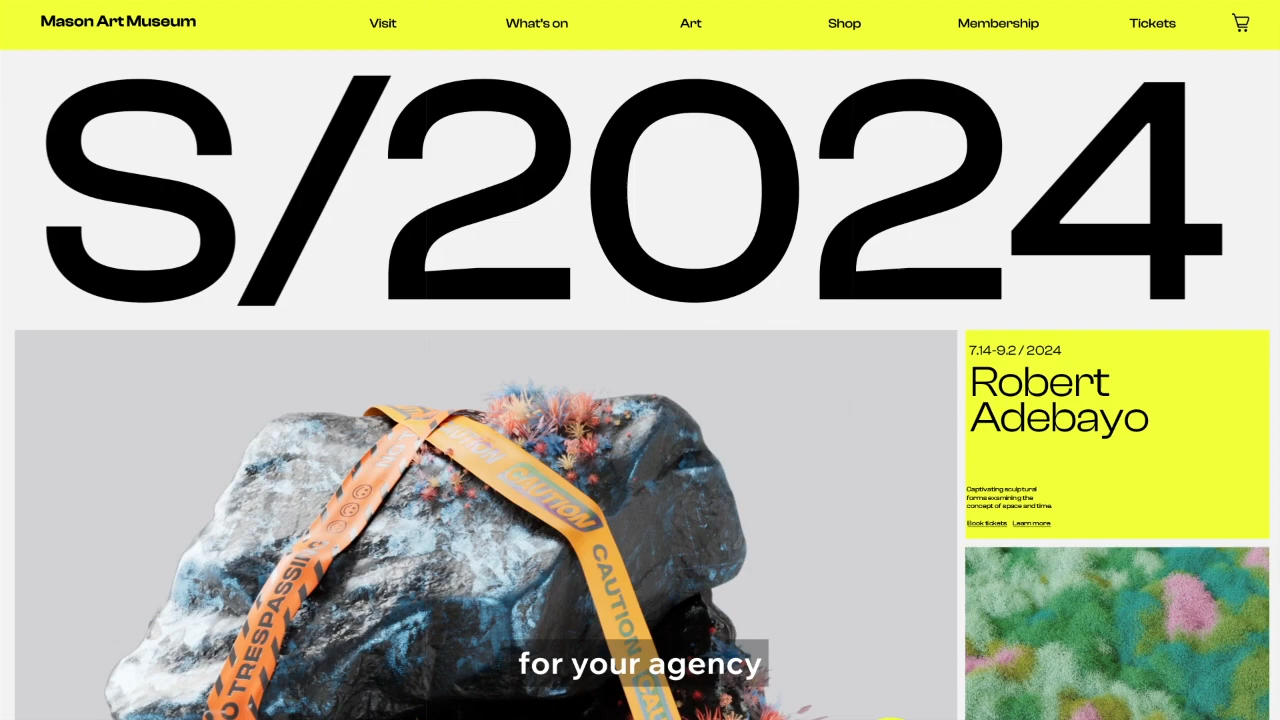 Mason Art Museum
Visit
What's on
Art
Shop
Membership
Tickets
S/2024
7.14-9.2 / 2024
Robert
Adebayo
Captivating sculptural
forms examining the
concept of space and time.
Book tickets Learn more
CAUTION
CAUTION
CAUTION
NO TRESPASSING
for your agency